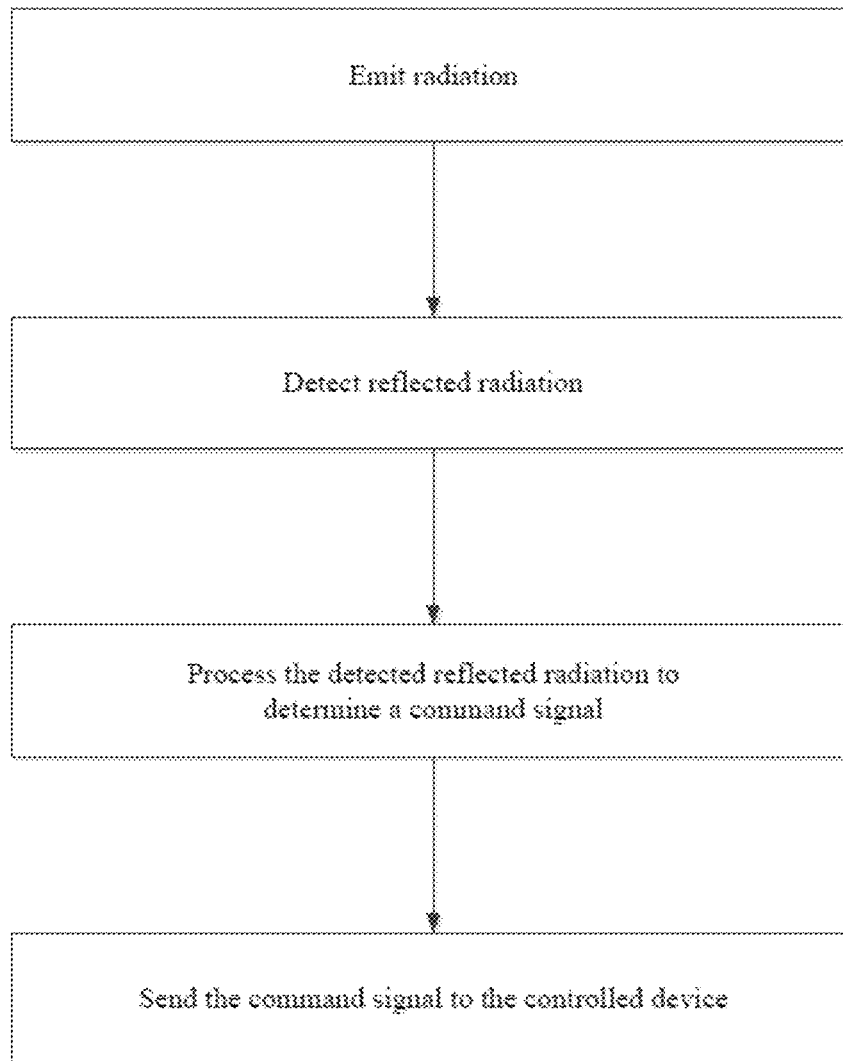 Emit radiation
Detect reflected radiation
Process the detected reflected radiation to
determine a command signal
Send the command signal to the controlled device